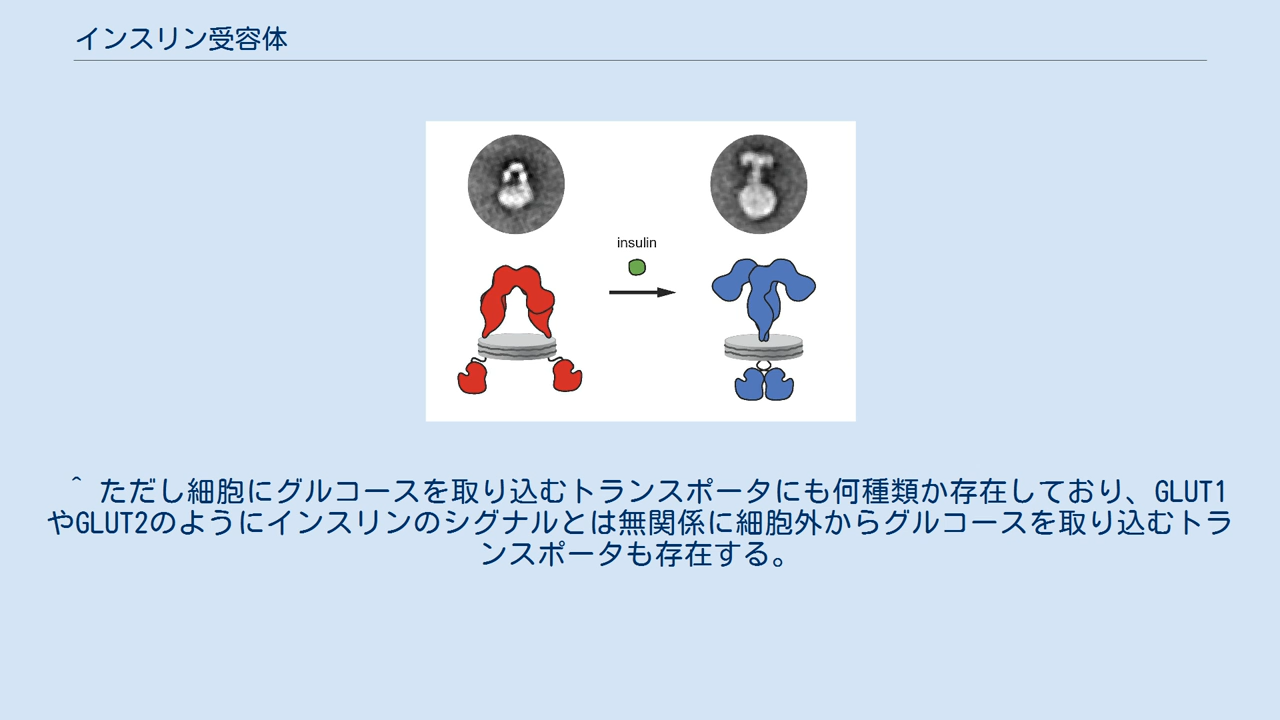 インスリン受容体
insulin
^ ただし細胞にグルコースを取り込むトランスポータにも何種類か存在しており、GLUT1
やGLUT2のようにインスリンのシグナルとは無関係に細胞外からグルコースを取り込むトラ
ンスポータも存在する。